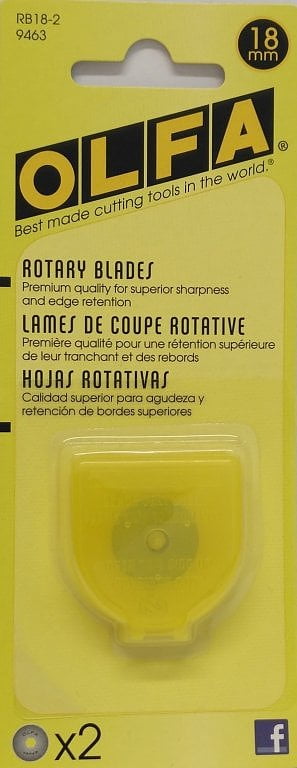 RB18-2
9463
18
mm
OLFA®
Best made cutting tools in the world.®
ROTARY BLADES
Premium quality for superior sharpness
and edge retention
LAMES DE COUPE ROTATIVE
Première qualité pour une rétention supérieure
de leur tranchant et des rebords
HOJAS ROTATIVAS
Calidad superior para agudeza y
retención de bordes superiores
OLFA
x2
f